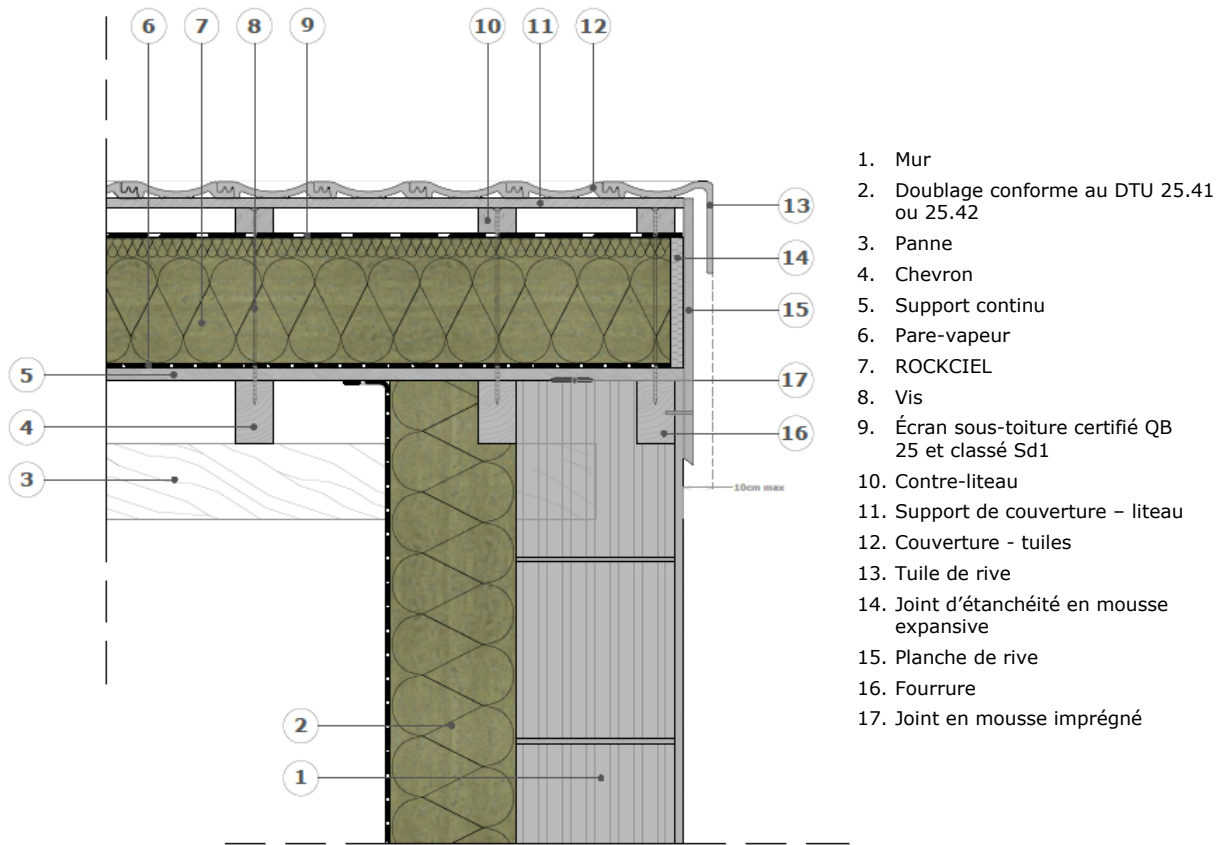 6 7 8 9 10 11 12
13
14
15
5
17
4
16
3
10cm max
2
1
1. Mur
2. Doublage conforme au DTU 25.41
ou 25.42
3. Panne
4. Chevron
5. Support continu
6. Pare-vapeur
7. ROCKCIEL
8. Vis
9. Écran sous-toiture certifié QB
25 et classé Sd1
10. Contre-liteau
11. Support de couverture – liteau
12. Couverture - tuiles
13. Tuile de rive
14. Joint d’étanchéité en mousse
expansive
15. Planche de rive
16. Fourrure
17. Joint en mousse imprégné